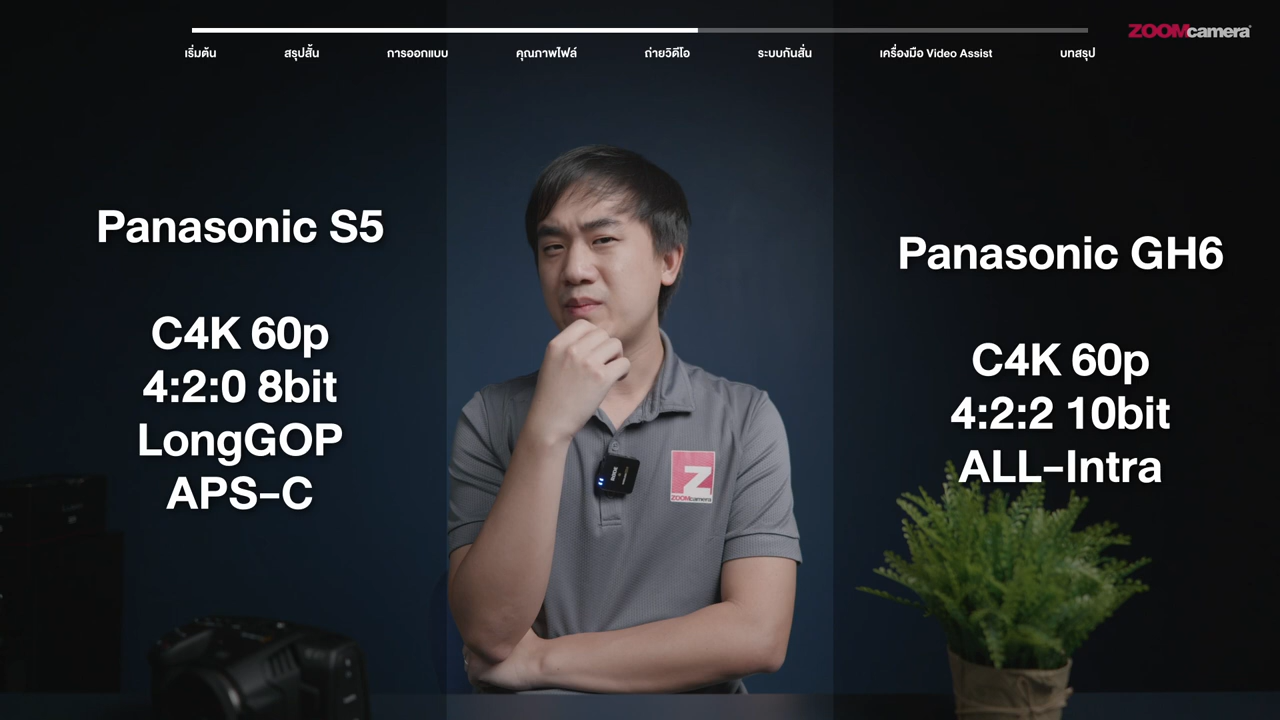 ZOOMcamera
เริ่มต้น
สรุปสั้น
การออกแบบ
คุณภาพไฟล์
ถ่ายวิดีโอ
ระบบกันสั่น
เครื่องมือ Video Assist
บทสรุป
Panasonic S5
C4K 60p
4:2:0 8bit
LongGOP
APS-C
Panasonic GH6
C4K 60p
4:2:2 10bit
ALL-Intra
Z
ZOOMcamera